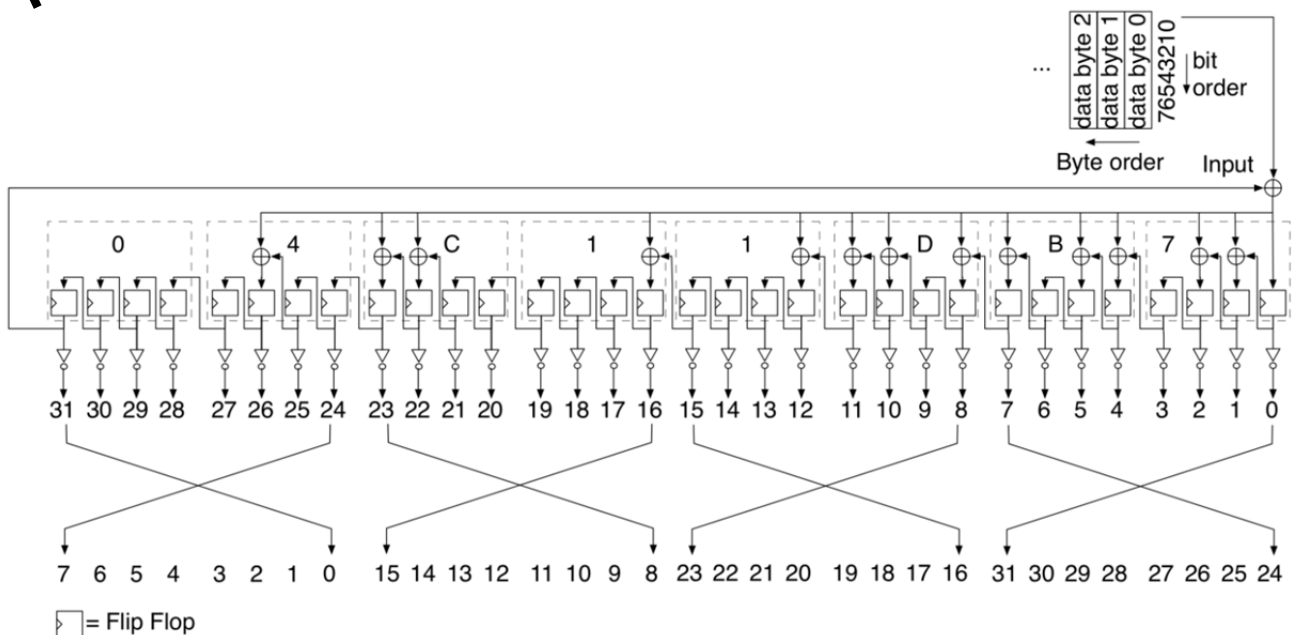 data byte 2
data byte 1
data byte 0
76543210
...
bit
order
Byte order
Input
0 4 C 1 1 D B 7
31 30 29 28 27 26 25 24 23 22 21 20 19 18 17 16 15 14 13 12 11 10 9 8 7 6 5 4 3 2 1 0
7 6 5 4 3 2 1 0 15 14 13 12 11 10 9 8 23 22 21 20 19 18 17 16 31 30 29 28 27 26 25 24
= Flip Flop